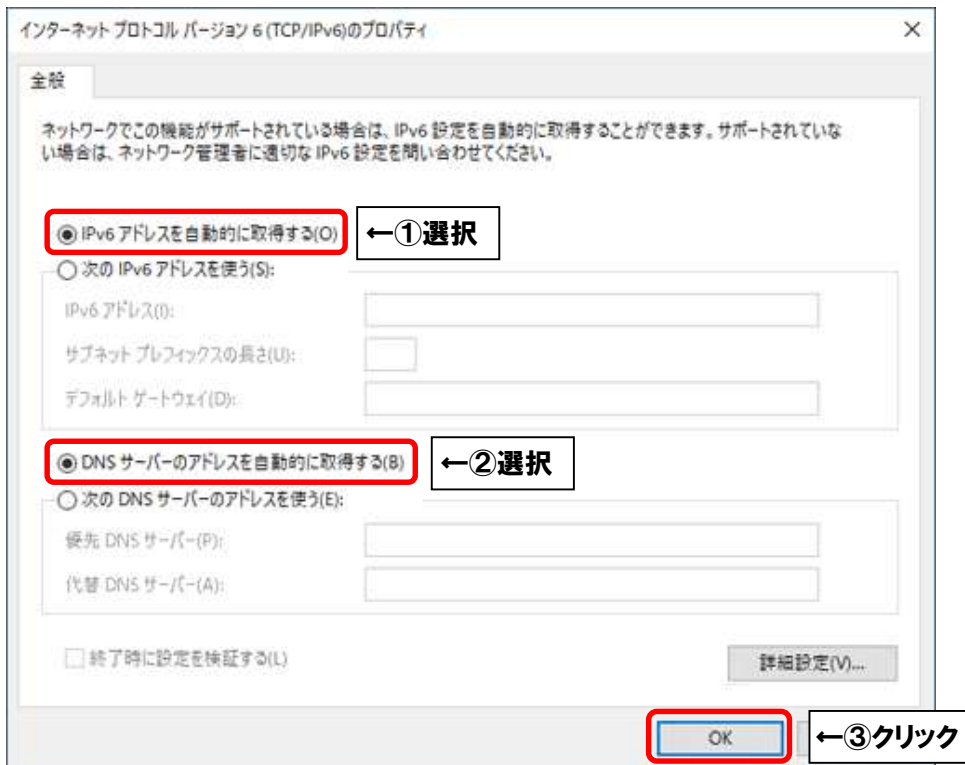 インターネット プロトコル バージョン 6 (TCP/IPv6)のプロパティ
全般
ネットワークでこの機能がサポートされている場合は、IPv6 設定を自動的に取得することができます。サポートされていな
い場合は、ネットワーク管理者に適切な IPv6 設定を問い合わせてください。
IPv6 アドレスを自動的に取得する(O) ←①選択
次の IPv6 アドレスを使う(S):
IPv6 アドレス(I):
サブネット プレフィックスの長さ(U):
デフォルト ゲートウェイ(D):
DNS サーバーのアドレスを自動的に取得する(B) ←②選択
次の DNS サーバーのアドレスを使う(E):
優先 DNS サーバー(P):
代替 DNS サーバー(A):
終了時に設定を検証する(L)
詳細設定(V)...
OK ←③クリック